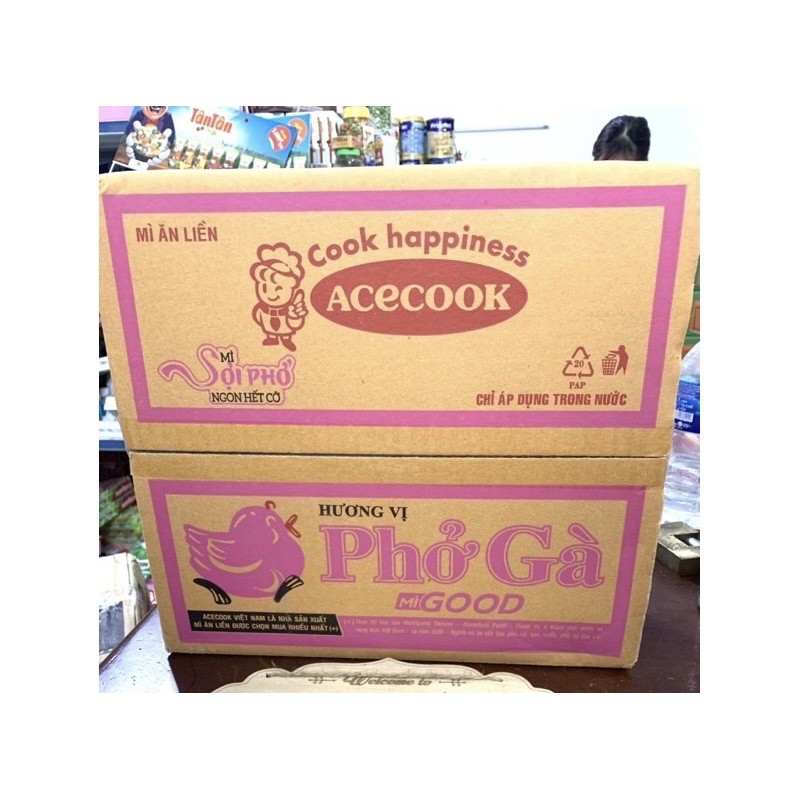 TânTân
MÌ ĂN LIỀN
Cook happiness
ACECOOK
MÌ
SợiPHở
NGON HẾT CỠ
20
PAP
CHỈ ÁP DỤNG TRONG NƯỚC
HƯƠNG VỊ
Phở Gà
Mì GOOD
ACECOOK VIỆT NAM LÀ NHÀ SẢN XUẤT
MÌ ĂN LIỀN ĐƯỢC CHỌN MUA NHIỀU NHẤT (*)
Welcome to